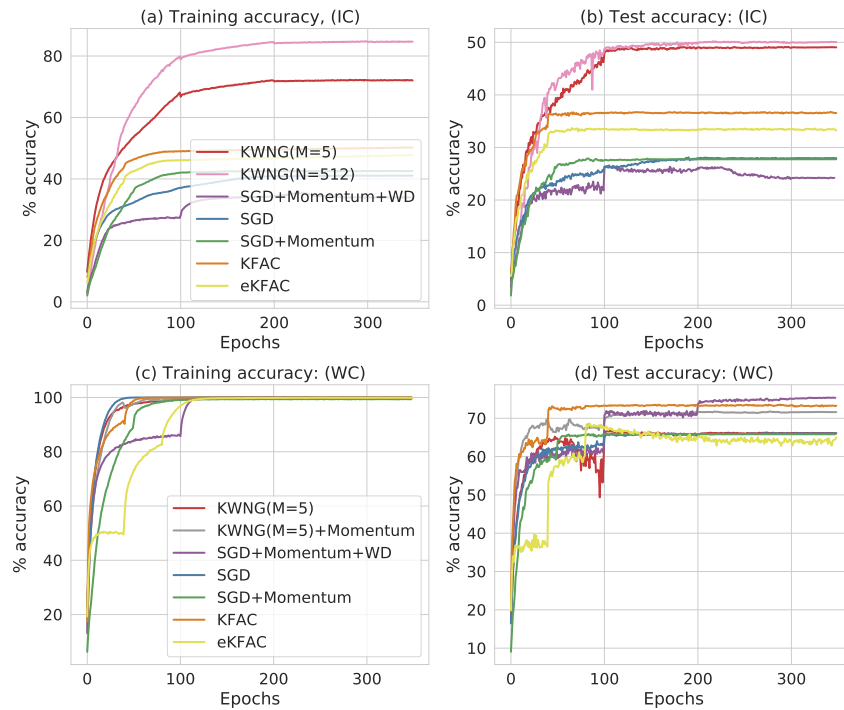 (a) Training accuracy, (IC)
% accuracy
80
60
40
20
0
KWNG(M=5)
KWNG(N=512)
SGD+Momentum+WD
SGD
SGD+Momentum
KFAC
eKFAC
0 100 200 300
Epochs
(b) Test accuracy: (IC)
% accuracy
50
40
30
20
10
0
0 100 200 300
Epochs
(c) Training accuracy: (WC)
% accuracy
100
80
60
40
20
KWNG(M=5)
KWNG(M=5)+Momentum
SGD+Momentum+WD
SGD
SGD+Momentum
KFAC
eKFAC
0 100 200 300
Epochs
(d) Test accuracy: (WC)
% accuracy
70
60
50
40
30
20
10
0 100 200 300
Epochs